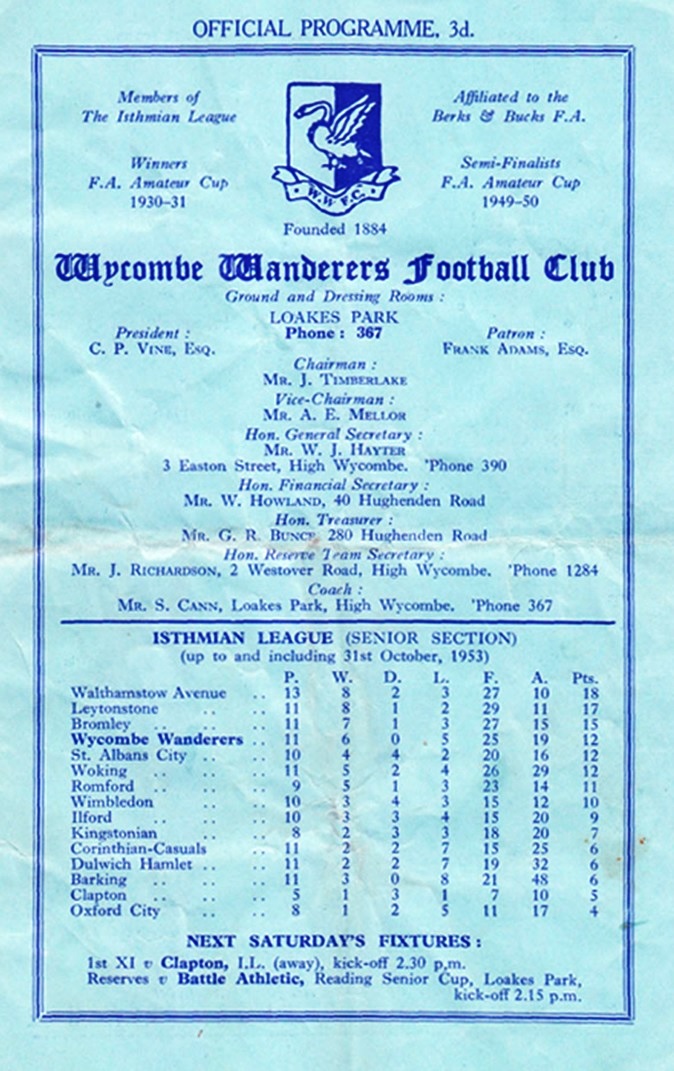 OFFICIAL PROGRAMME, 3d.
Members of
The Isthmian League
Affiliated to the
Berks & Bucks F.A.
Winners
F.A. Amateur Cup
1930-31
Semi-Finalists
F.A. Amateur Cup
1949-50
W.W.F.C.
Founded 1884
Wycombe Wanderers Football Club
Ground and Dressing Rooms :
LOAKES PARK
President :
C. P. VINE, ESQ.
Phone : 367
Patron :
FRANK ADAMS, ESQ.
Chairman :
MR. J. TIMBERLAKE
Vice-Chairman :
MR. A. E. MELLOR
Hon. General Secretary :
MR. W. J. HAYTER
3 Easton Street, High Wycombe. 'Phone 390
Hon. Financial Secretary :
MR. W. HOWLAND, 40 Hughenden Road
Hon. Treasurer :
MR. G. R. BUNCE, 280 Hughenden Road
Hon. Reserve Team Secretary :
MR. J. RICHARDSON, 2 Westover Road, High Wycombe. 'Phone 1284
Coach :
MR. S. CANN, Loakes Park, High Wycombe. 'Phone 367
ISTHMIAN LEAGUE (SENIOR SECTION)
(up to and including 31st October, 1953)
P. W. D. L. F. A. Pts.
Walthamstow Avenue .. 13 8 2 3 27 10 18
Leytonstone .. .. 11 8 1 2 29 11 17
Bromley .. .. .. 11 7 1 3 27 15 15
Wycombe Wanderers .. 11 6 0 5 25 19 12
St. Albans City .. .. 10 4 4 2 20 16 12
Woking .. .. .. 11 5 2 4 26 29 12
Romford .. .. .. 9 5 1 3 23 14 11
Wimbledon .. .. 10 3 4 3 15 12 10
Ilford .. .. .. 10 3 3 4 15 20 9
Kingstonian .. .. 8 2 3 3 18 20 7
Corinthian-Casuals .. 11 2 2 7 15 25 6
Dulwich Hamlet .. .. 11 2 2 7 19 32 6
Barking .. .. .. 11 3 0 8 21 48 6
Clapton .. .. .. 5 1 3 1 7 10 5
Oxford City .. .. 8 1 2 5 11 17 4
NEXT SATURDAY'S FIXTURES :
1st XI v Clapton, I.L. (away), kick-off 2.30 p.m.
Reserves v Battle Athletic, Reading Senior Cup, Loakes Park,
kick-off 2.15 p.m.